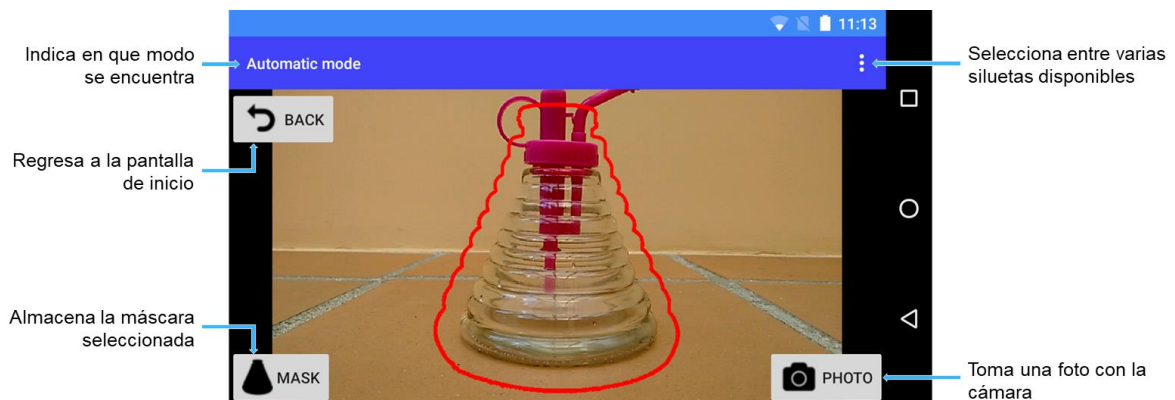 11:13
Indica en que modo
se encuentra
Automatic mode
Selecciona entre varias
siluetas disponibles
BACK
Regresa a la pantalla
de inicio
Almacena la máscara
seleccionada
MASK
PHOTO
Toma una foto con la
cámara